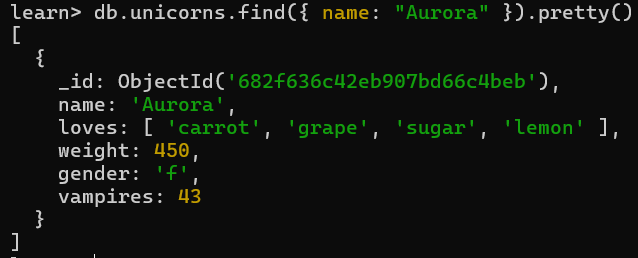 learn> db.unicorns.find({ name: "Aurora" }).pretty()
[
  {
    _id: ObjectId('682f636c42eb907bd66c4beb'),
    name: 'Aurora',
    loves: [ 'carrot', 'grape', 'sugar', 'lemon' ],
    weight: 450,
    gender: 'f',
    vampires: 43
  }
]